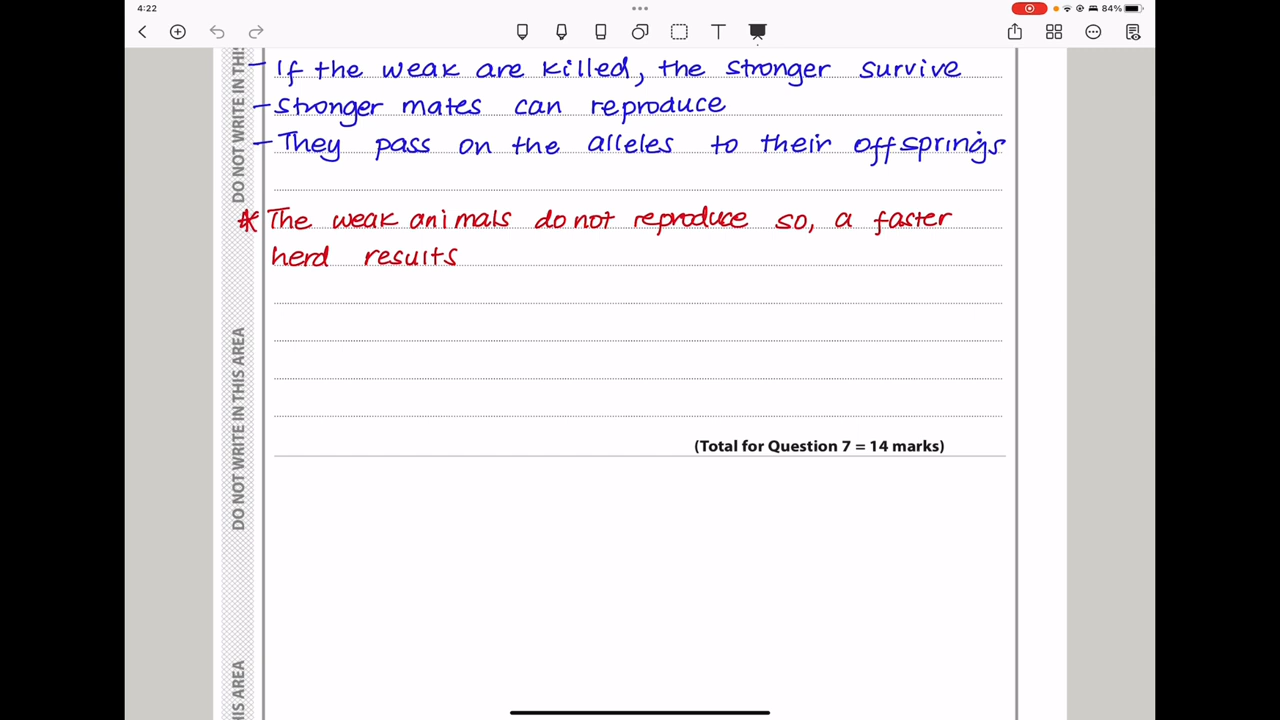 4:22
84%
DO NOT WRITE IN THIS
- If the weak are killed, the stronger survive
- Stronger mates can reproduce
- They pass on the alleles to their offsprings
* The weak animals do not reproduce so, a faster
herd results
DO NOT WRITE IN THIS AREA
(Total for Question 7 = 14 marks)
THIS AREA